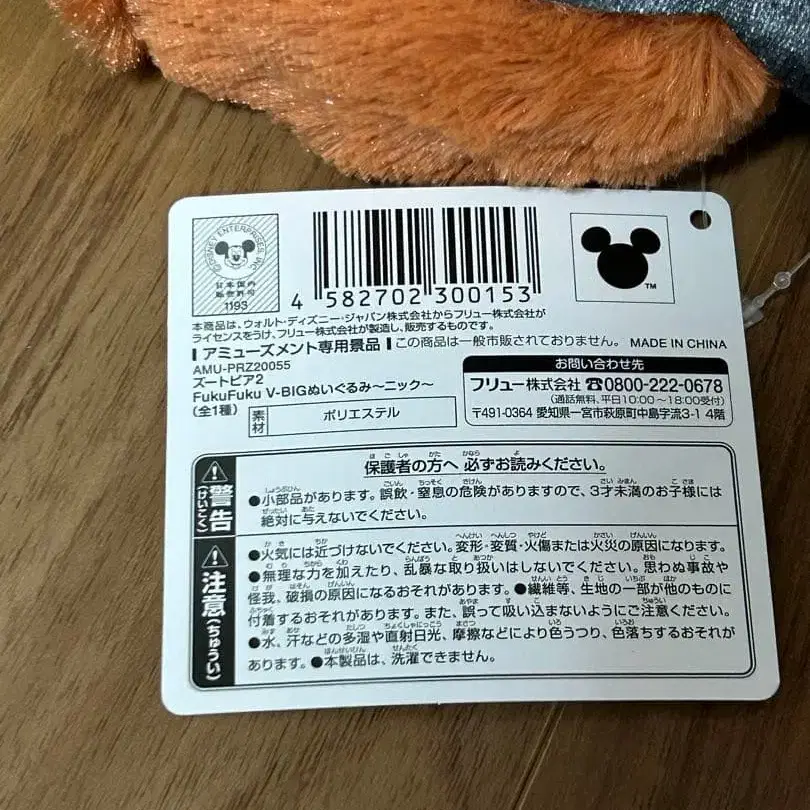 ©DISNEY ENTERPRISES, INC.
日本国内
販売許可
1193
4 582702 300153
TM
本商品は、ウォルト・ディズニー・ジャパン株式会社からフリュー株式会社が
ライセンスをうけ、フリュー株式会社が製造し、販売するものです。
アミューズメント専用景品 この商品は一般市販されておりません。 MADE IN CHINA
AMU-PRZ20055
ズートピア2
FukuFuku V-BIGぬいぐるみ～ニック～
(全1種)
素材 ポリエステル
お問い合わせ先
フリュー株式会社 ☎0800-222-0678
(通話無料、平日10:00～18:00受付)
〒491-0364 愛知県一宮市萩原町中島字流3-1 4階
警告(けいこく)
保護者の方へ 必ずお読みください。
●小部品があります。誤飲・窒息の危険がありますので、3才未満のお子様には
絶対に与えないでください。
注意(ちゅうい)
●火気には近づけないでください。変形・変質・火傷または火災の原因になります。
●無理な力を加えたり、乱暴な取り扱いはしないでください。思わぬ事故や
怪我、破損の原因になるおそれがあります。●繊維等、生地の一部が他のものに
付着するおそれがあります。また、誤って吸い込まないようにご注意ください。
●水、汗などの多湿や直射日光、摩擦などにより色うつり、色落ちするおそれが
あります。●本製品は、洗濯できません。